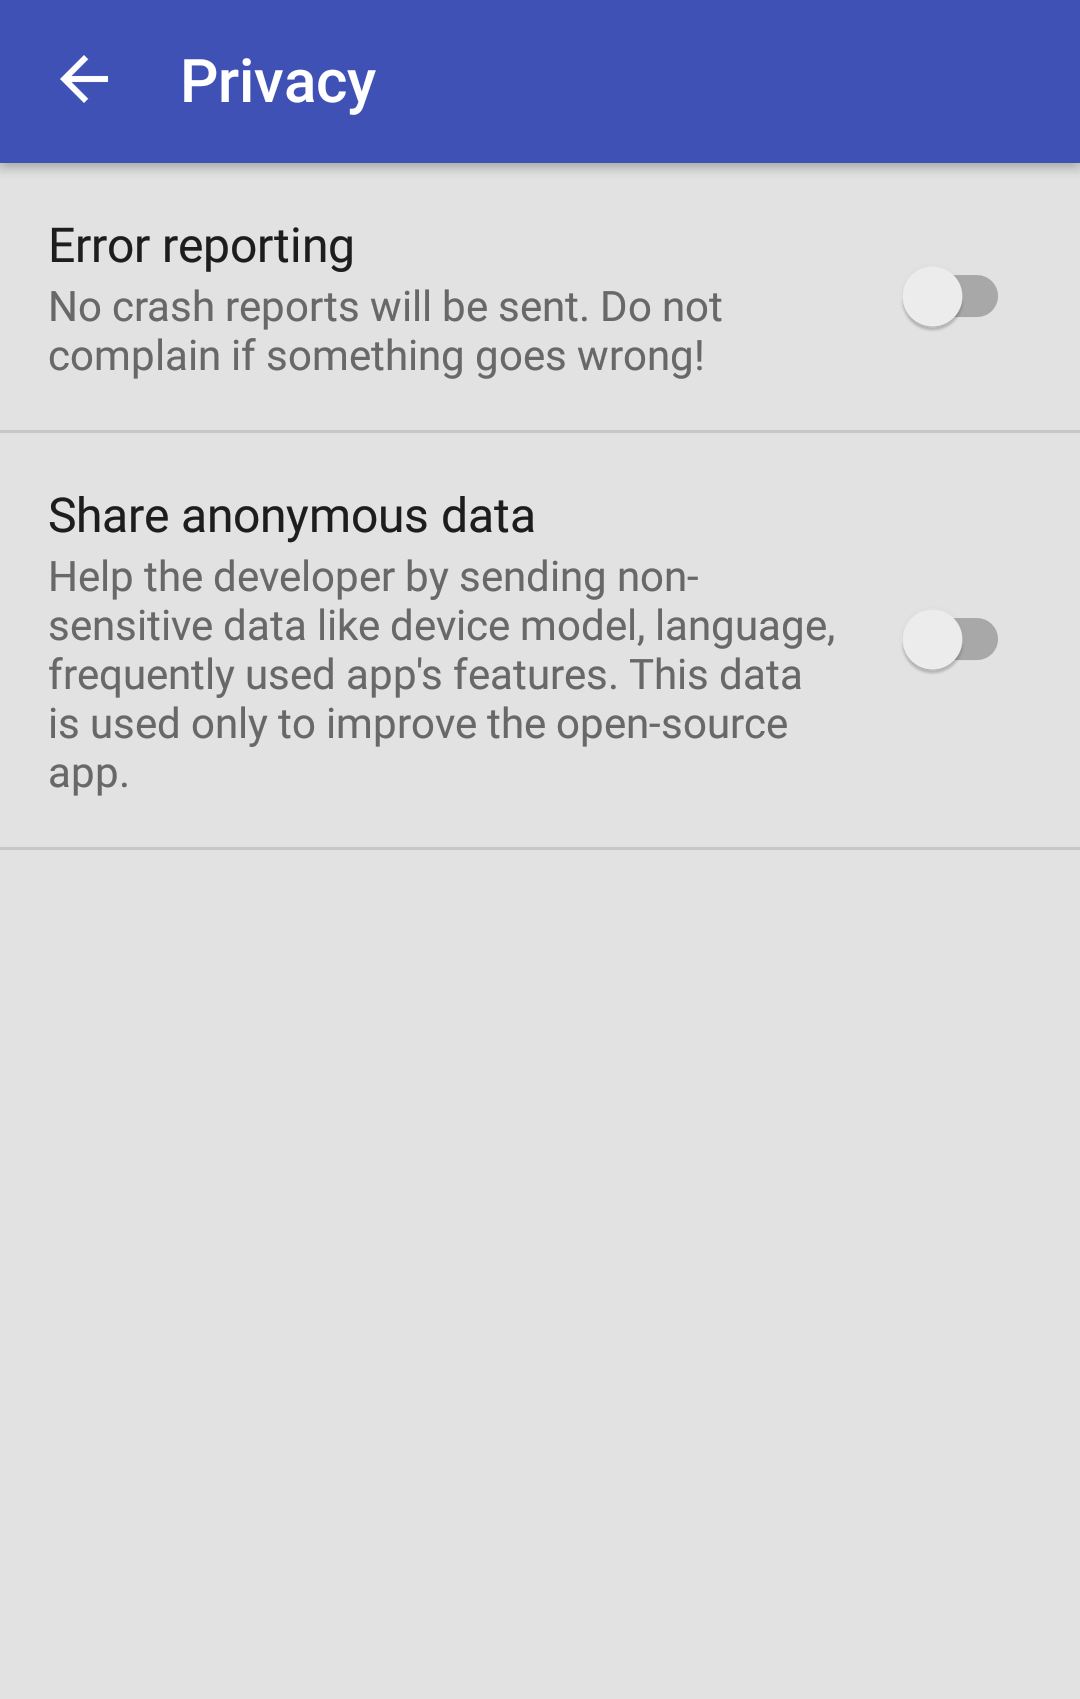 Privacy
Error reporting
No crash reports will be sent. Do not
complain if something goes wrong!
Share anonymous data
Help the developer by sending non-
sensitive data like device model, language,
frequently used app's features. This data
is used only to improve the open-source
app.